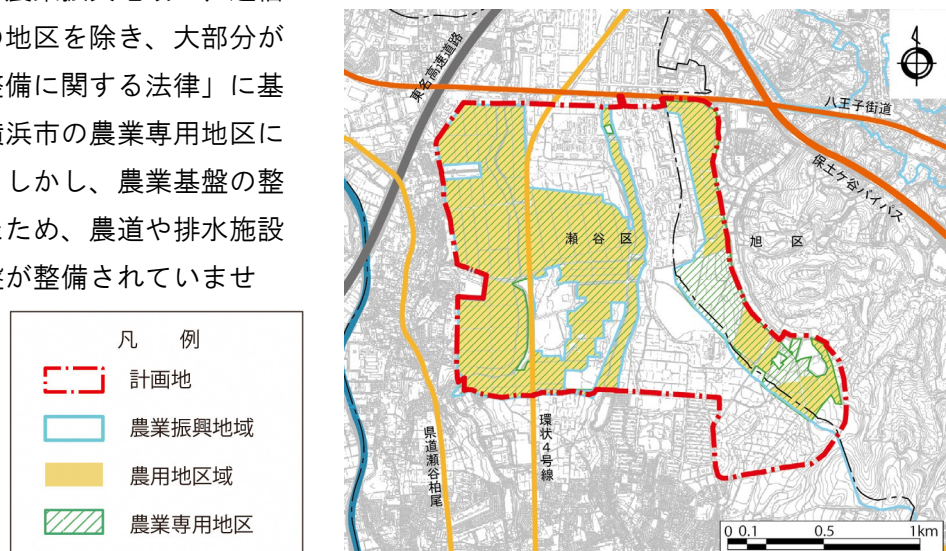 の地区を除き、大部分が
整備に関する法律」に基
横浜市の農業専用地区に
しかし、農業基盤の整
ため、農道や排水施設
が整備されていませ
凡 例
計画地
農業振興地域
農用地区域
農業専用地区
東名高速道路
八王子街道
保土ケ谷バイパス
瀬谷区
旭区
県道瀬谷柏尾
環状4号線
0 0.1 0.5 1km